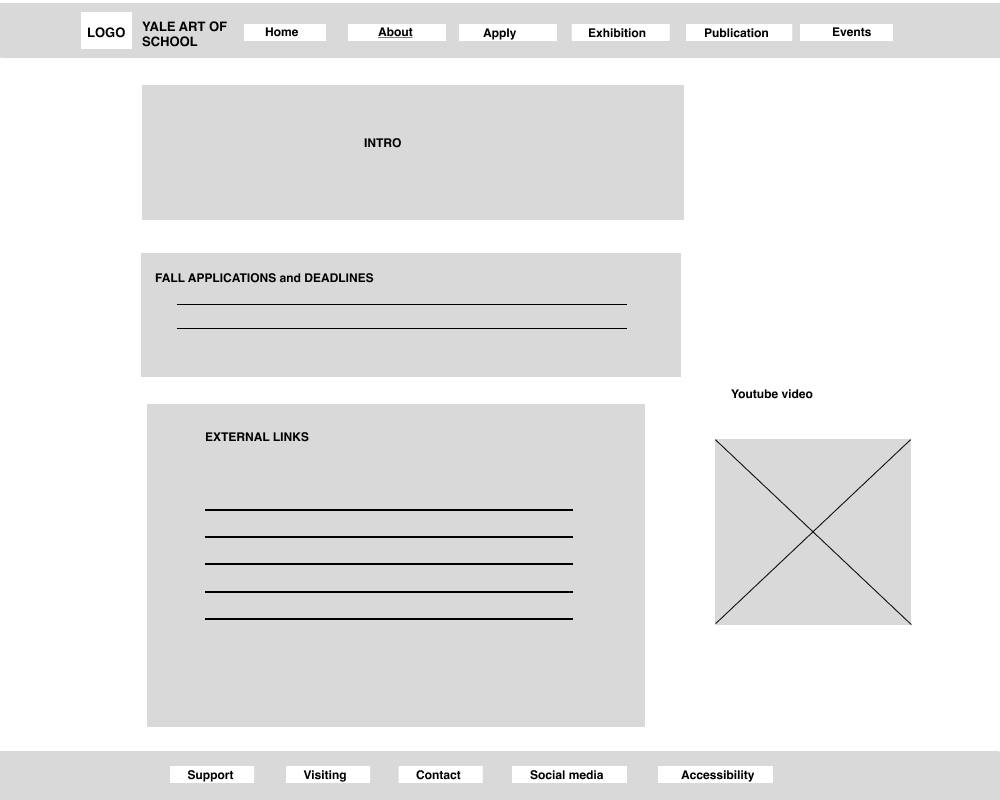 LOGO
YALE ART OF
SCHOOL
Home
About
Apply
Exhibition
Publication
Events
INTRO
FALL APPLICATIONS and DEADLINES
Youtube video
EXTERNAL LINKS
Support
Visiting
Contact
Social media
Accessibility